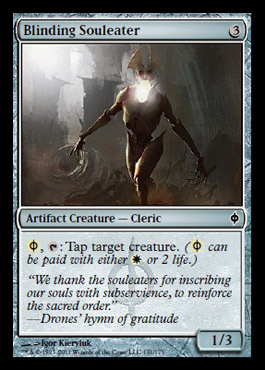 Blinding Souleater 3
Artifact Creature — Cleric
: Tap target creature. ( can
be paid with either or 2 life.)
“We thank the souleaters for inscribing
our souls with subservience, to reinforce
the sacred order.”
—Drones’ hymn of gratitude
Igor Kieryluk
1/3